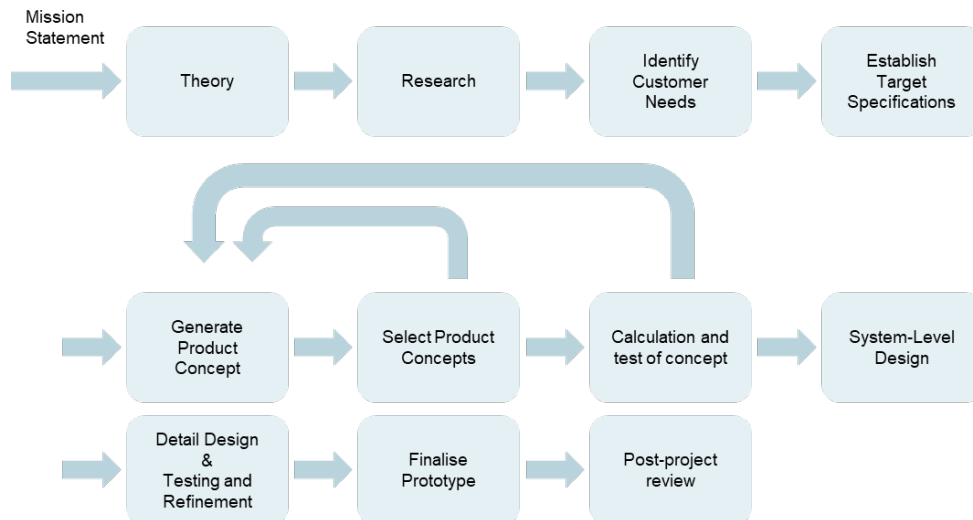 Mission
Statement
Theory
Research
Identify
Customer
Needs
Establish
Target
Specifications
Generate
Product
Concept
Select Product
Concepts
Calculation and
test of concept
System-Level
Design
Detail Design
&
Testing and
Refinement
Finalise
Prototype
Post-project
review